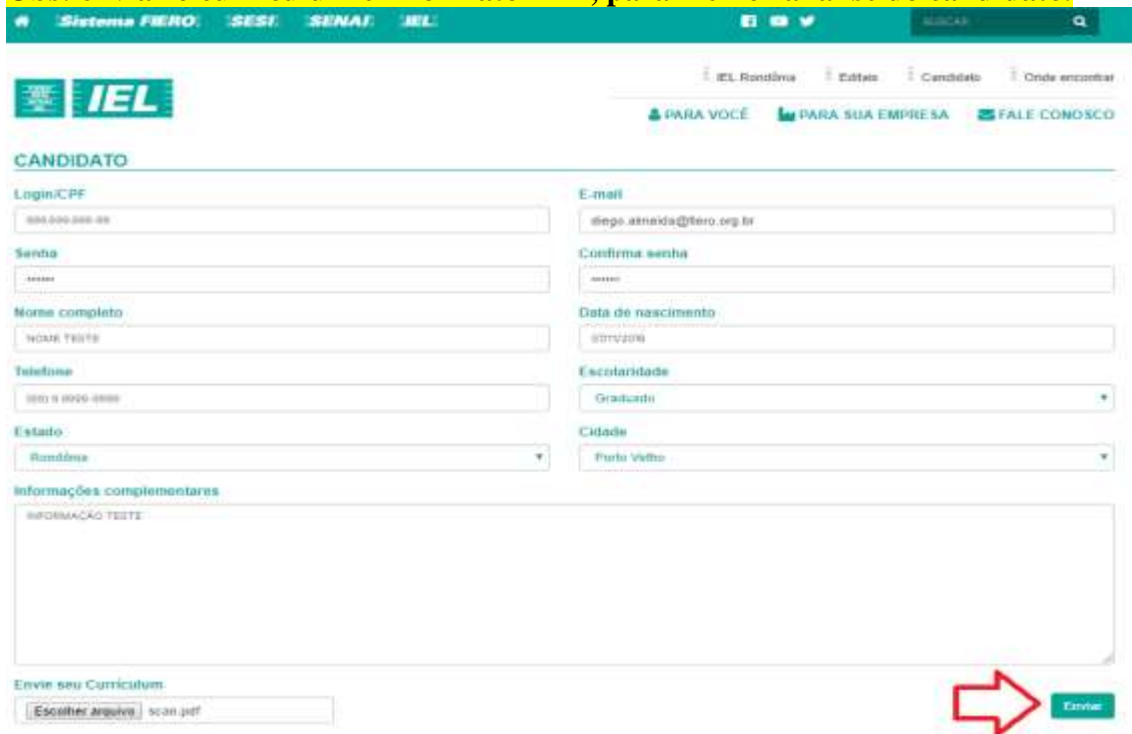 Sistema FIERO SESI SENAI IEL
BUSCAR
IEL Rondônia Editais Candidato Onde encontrar
IEL
PARA VOCÊ PARA SUA EMPRESA FALE CONOSCO
CANDIDATO
Login/CPF E-mail
diego.almeida@fiero.org.br
Senha Confirma senha
Nome completo Data de nascimento
NOME TESTE
Telefone Escolaridade
Graduado
Estado Cidade
Rondônia Porto Velho
Informações complementares
INFORMAÇÃO TESTE
Envie seu Curriculum
Escolher arquivo scan.pdf
Enviar